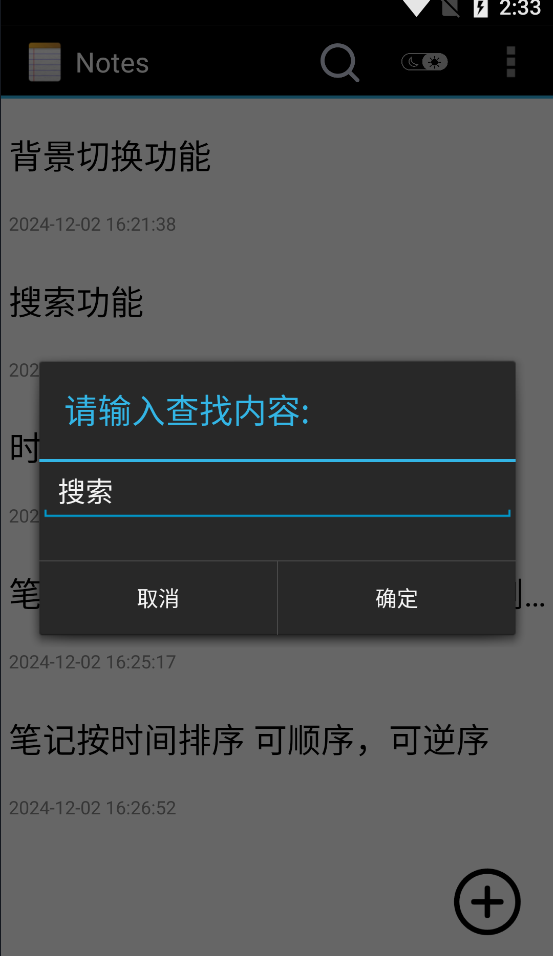 2:33
Notes
背景切换功能
2024-12-02 16:21:38
搜索功能
202
请输入查找内容:
时
搜索
202
取消
确定
笔
...
2024-12-02 16:25:17
笔记按时间排序 可顺序，可逆序
2024-12-02 16:26:52